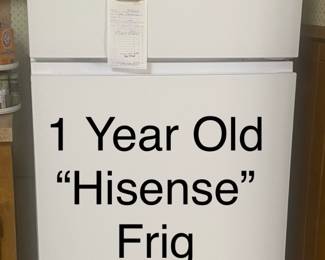 1 Year Old
“Hisense”
Frig